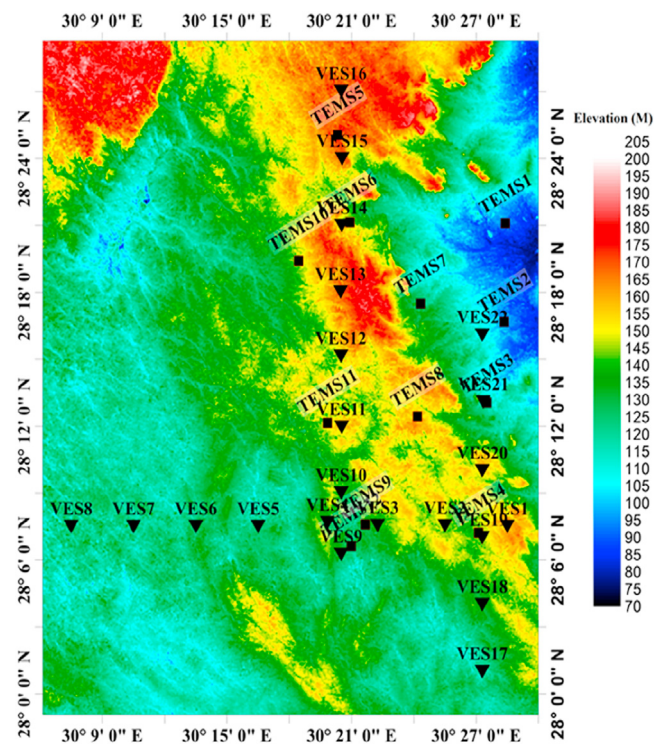 30° 9' 0" E 30° 15' 0" E 30° 21' 0" E 30° 27' 0" E
VES16
TEMS5
Elevation (M)
VES15
205
200
195
190
185
180
175
170
165
160
155
150
145
140
135
130
125
120
115
110
105
100
95
90
85
80
75
70
28° 24' 0" N
28° 24' 0" N
TEMS6
TEMS1
VES14
TEMS10
VES13
TEMS7
28° 18' 0" N
28° 18' 0" N
TEMS2
VES22
VES12
TEMS3
VES21
TEMS11
TEMS8
VES11
28° 12' 0" N
28° 12' 0" N
VES20
VES10
TEMS9
TEMS4
VES8 VES7 VES6 VES5 VES3 VES1
VES19
VES9
28° 6' 0" N
28° 6' 0" N
VES18
VES17
28° 0' 0" N
28° 0' 0" N
30° 9' 0" E 30° 15' 0" E 30° 21' 0" E 30° 27' 0" E